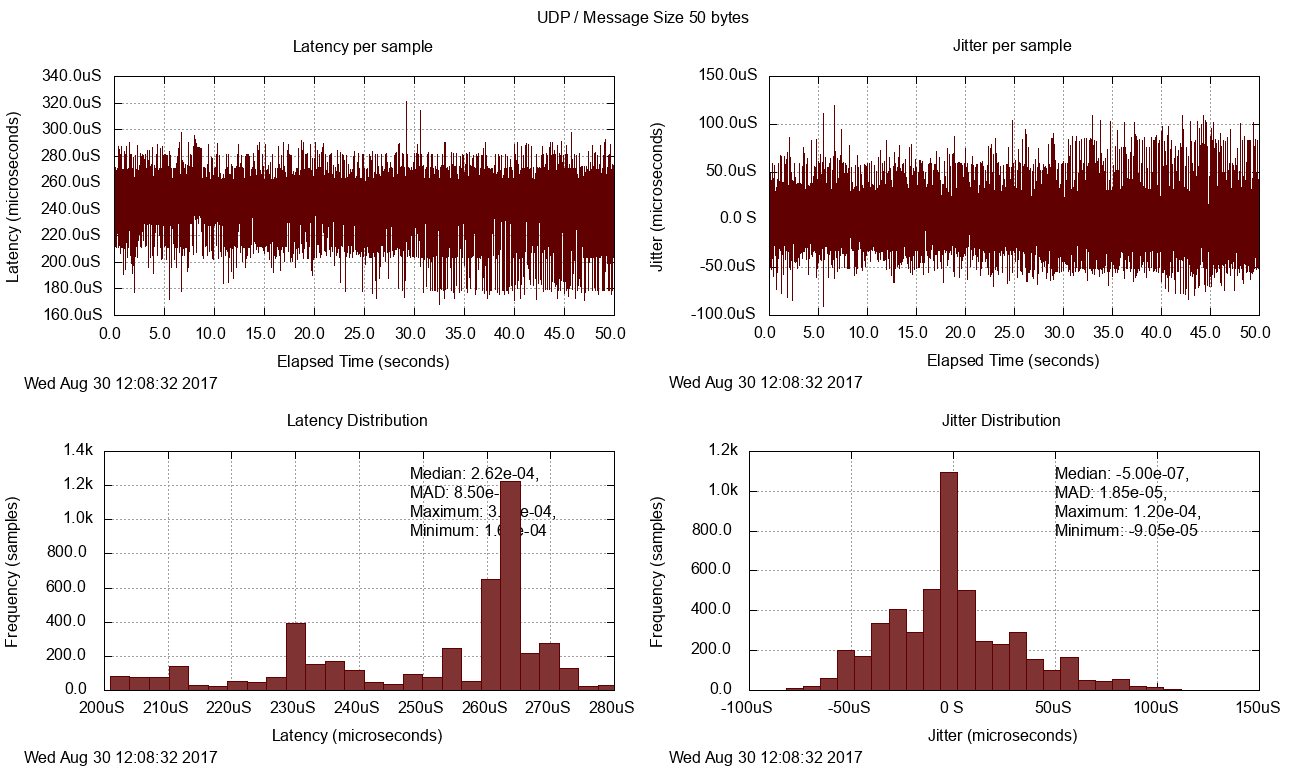 UDP / Message Size 50 bytes
Latency per sample
340.0uS
320.0uS
300.0uS
280.0uS
260.0uS
240.0uS
220.0uS
200.0uS
180.0uS
160.0uS
Latency (microseconds)
0.0 5.0 10.0 15.0 20.0 25.0 30.0 35.0 40.0 45.0 50.0
Elapsed Time (seconds)
Wed Aug 30 12:08:32 2017
Jitter per sample
150.0uS
100.0uS
50.0uS
0.0 S
-50.0uS
-100.0uS
Jitter (microseconds)
0.0 5.0 10.0 15.0 20.0 25.0 30.0 35.0 40.0 45.0 50.0
Elapsed Time (seconds)
Wed Aug 30 12:08:32 2017
Latency Distribution
1.4k
1.2k
1.0k
800.0
600.0
400.0
200.0
0.0
Frequency (samples)
Median: 2.62e-04,
MAD: 8.50e-
Maximum: 3. e-04,
Minimum: 1. e-04
200uS 210uS 220uS 230uS 240uS 250uS 260uS 270uS 280uS
Latency (microseconds)
Wed Aug 30 12:08:32 2017
Jitter Distribution
1.2k
1.0k
800.0
600.0
400.0
200.0
0.0
Frequency (samples)
Median: -5.00e-07,
MAD: 1.85e-05,
Maximum: 1.20e-04,
Minimum: -9.05e-05
-100uS -50uS 0 S 50uS 100uS 150uS
Jitter (microseconds)
Wed Aug 30 12:08:32 2017